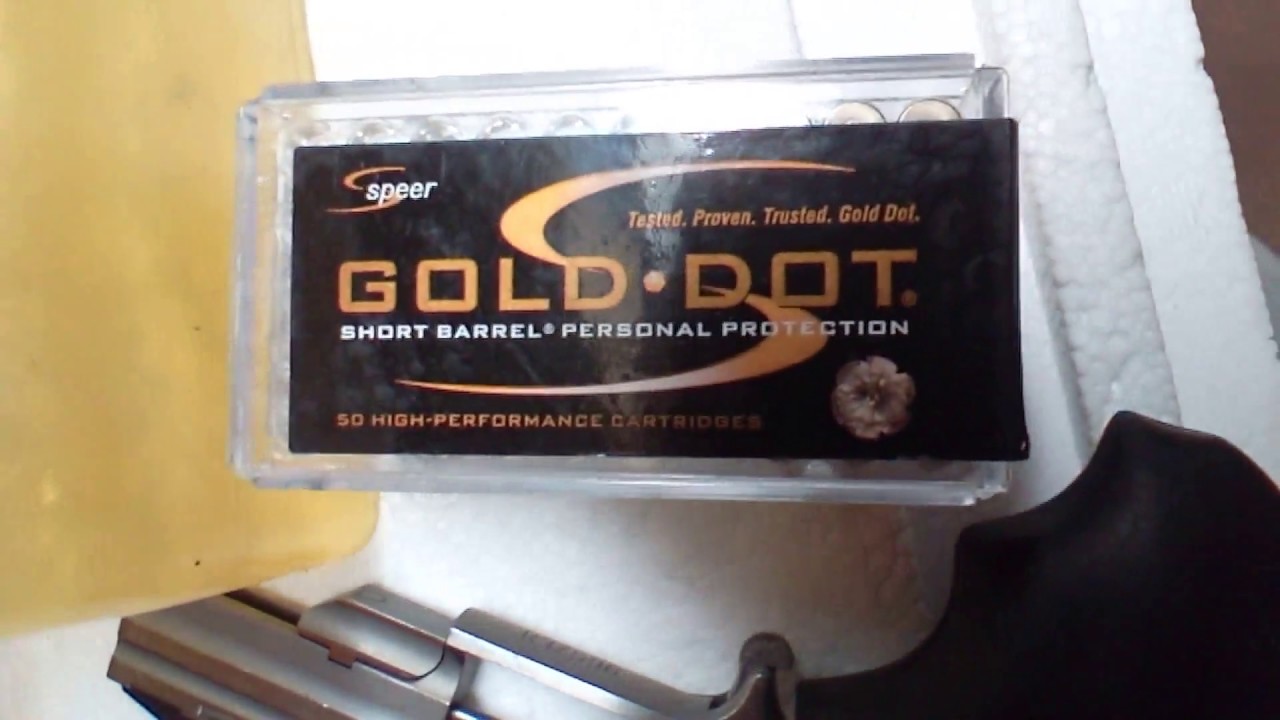 speer
Tested. Proven. Trusted. Gold Dot.
GOLD•DOT®
SHORT BARREL® PERSONAL PROTECTION
50 HIGH-PERFORMANCE CARTRIDGES